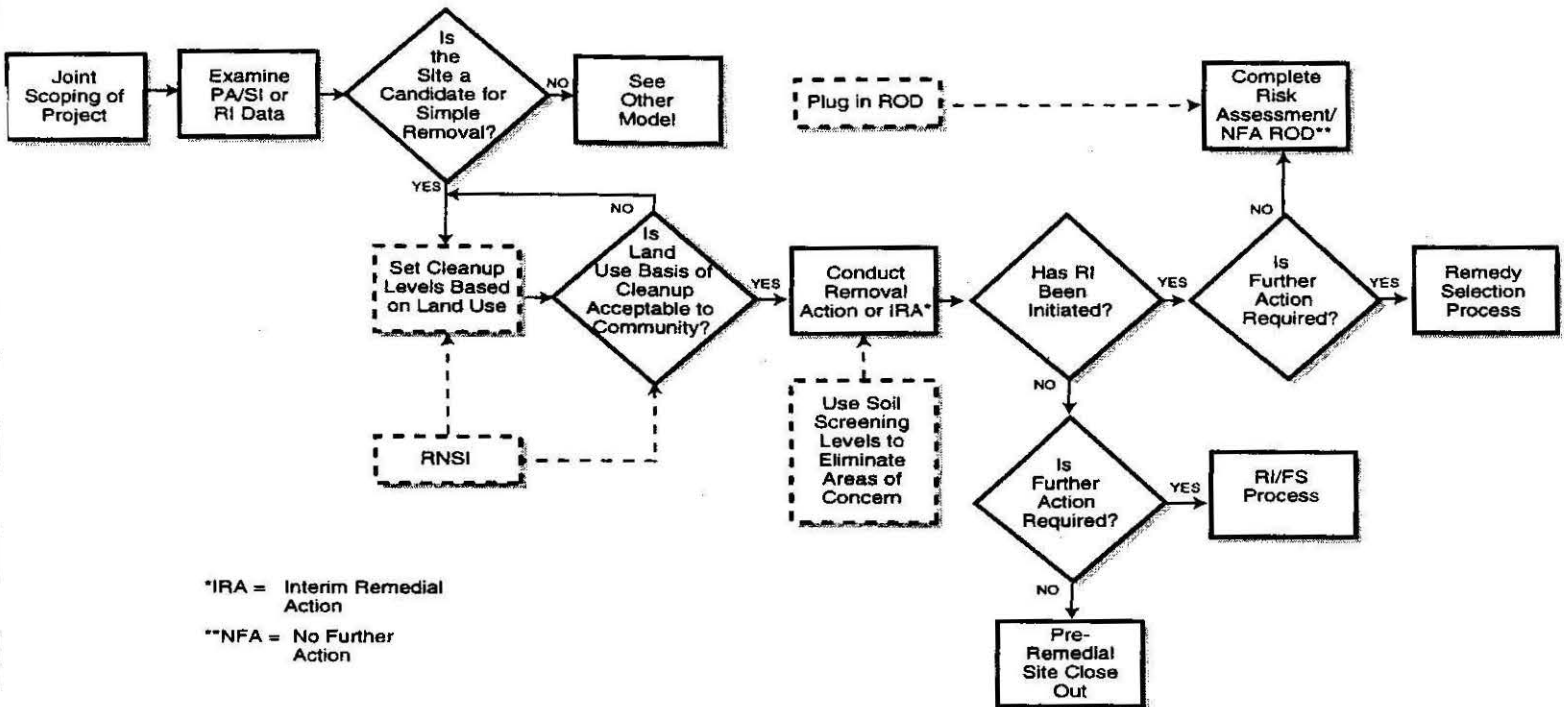 Joint
Scoping of
Project
Examine
PA/SI or
RI Data
Is
the
Site a
Candidate for
Simple
Removal?
NO
See
Other
Model
YES
Plug in ROD
Complete
Risk
Assessment/
NFA ROD**
NO
Set Cleanup
Levels Based
on Land Use
Is
Land
Use Basis of
Cleanup
Acceptable to
Community?
NO
YES
Conduct
Removal
Action or IRA*
Has RI
Been
Initiated?
YES
Is
Further
Action
Required?
YES
Remedy
Selection
Process
RNSI
Use Soil
Screening
Levels to
Eliminate
Areas of
Concern
NO
Is
Further
Action
Required?
YES
RI/FS
Process
NO
Pre-
Remedial
Site Close
Out
*IRA = Interim Remedial
Action
**NFA = No Further
Action